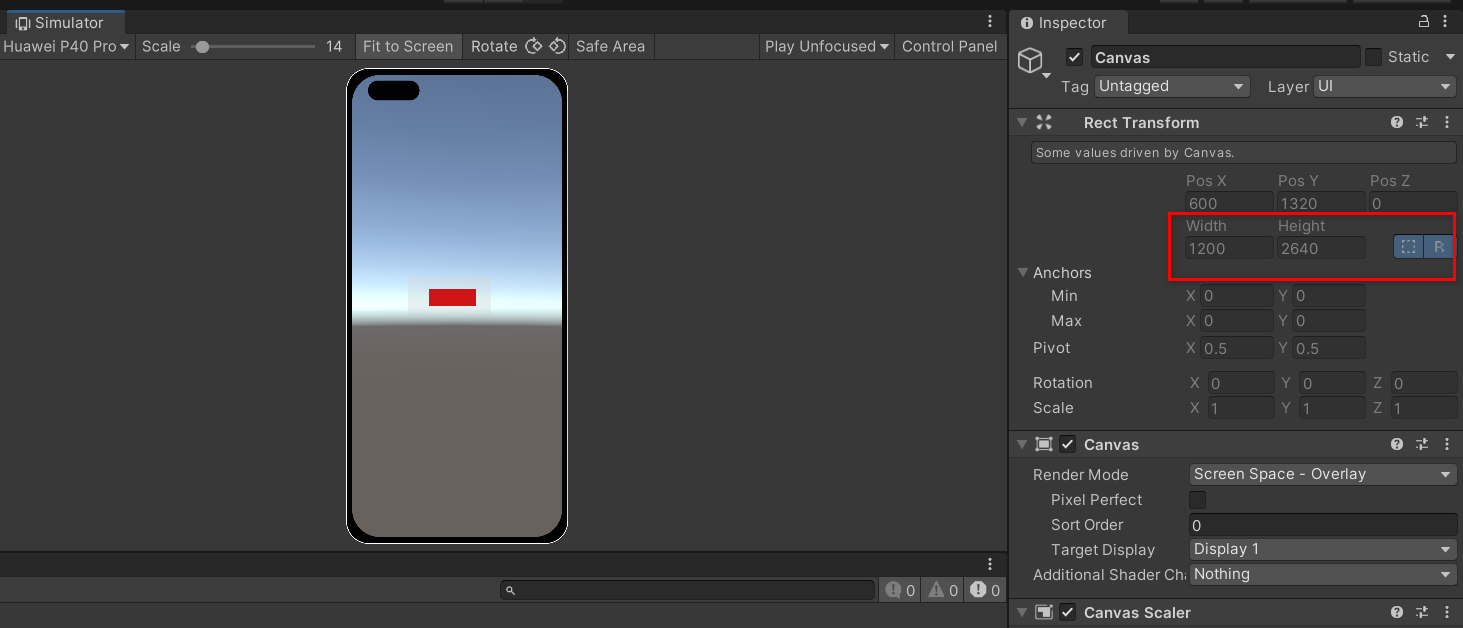 Simulator
Huawei P40 Pro Scale 14 Fit to Screen Rotate Safe Area Play Unfocused Control Panel
0 0 0
Inspector
Canvas Static
Tag Untagged Layer UI
Rect Transform
Some values driven by Canvas.
Pos X Pos Y Pos Z
600 1320 0
Width Height
1200 2640 R
Anchors
Min X 0 Y 0
Max X 0 Y 0
Pivot X 0.5 Y 0.5
Rotation X 0 Y 0 Z 0
Scale X 1 Y 1 Z 1
Canvas
Render Mode Screen Space - Overlay
Pixel Perfect
Sort Order 0
Target Display Display 1
Additional Shader Cha Nothing
Canvas Scaler